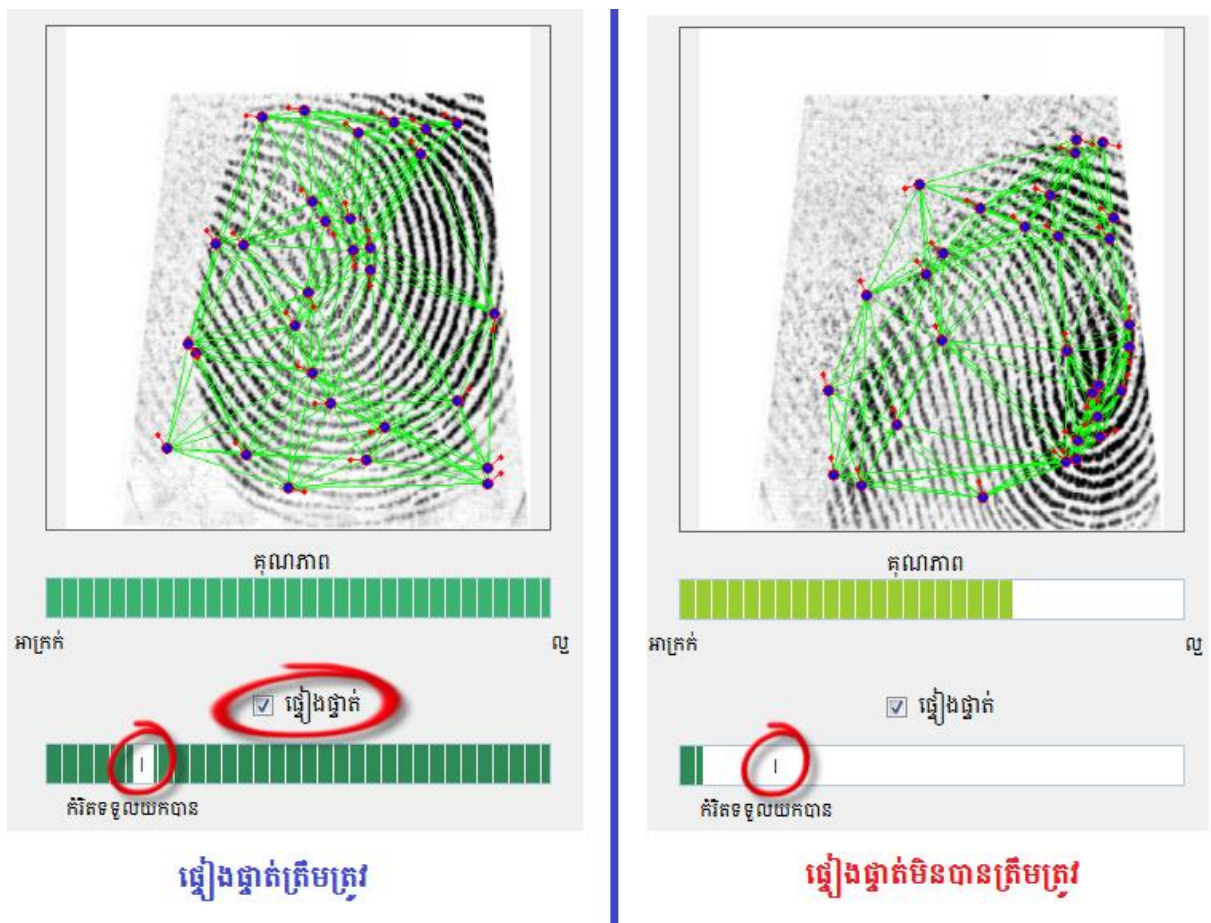 គុណភាព
អាក្រក់
ល្អ
ផ្ទៀងផ្ទាត់
កំរិតទទួលយកបាន
ផ្ទៀងផ្ទាត់ត្រឹមត្រូវ
គុណភាព
អាក្រក់
ល្អ
ផ្ទៀងផ្ទាត់
កំរិតទទួលយកបាន
ផ្ទៀងផ្ទាត់មិនបានត្រឹមត្រូវ